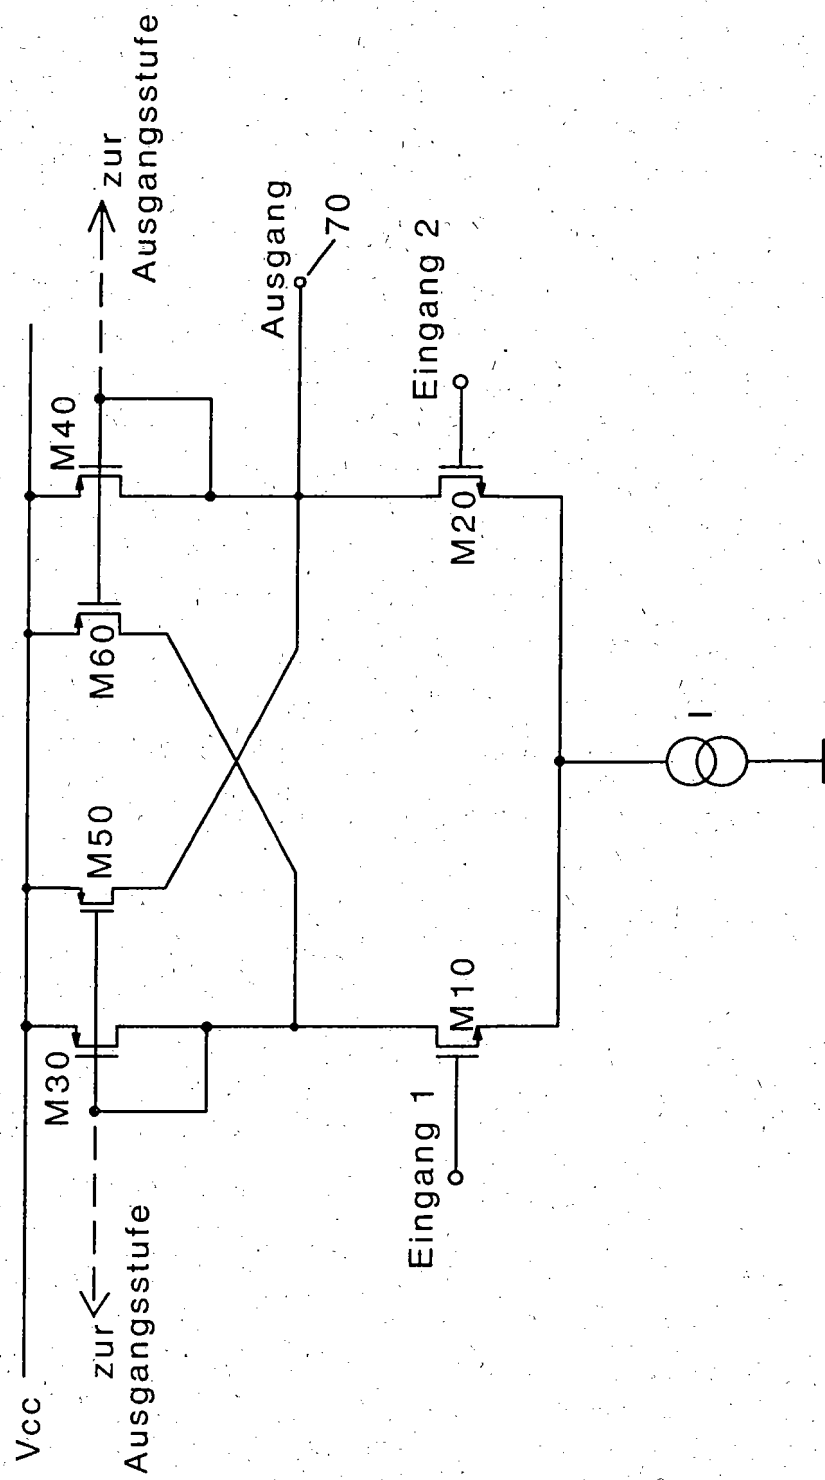 Vcc
zur
Ausgangsstufe
M30
M50
M60
M40
zur
Ausgangsstufe
Ausgang
70
Eingang 1
M10
M20
Eingang 2
I